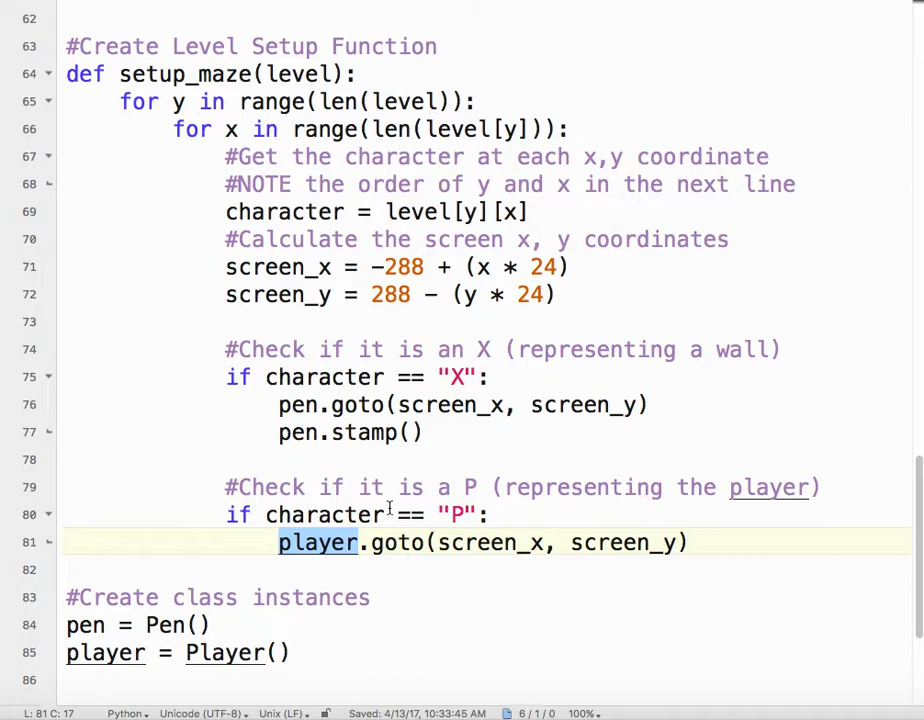 62
63 #Create Level Setup Function
64 def setup_maze(level):
65     for y in range(len(level)):
66         for x in range(len(level[y])):
67             #Get the character at each x,y coordinate
68             #NOTE the order of y and x in the next line
69             character = level[y][x]
70             #Calculate the screen x, y coordinates
71             screen_x = -288 + (x * 24)
72             screen_y = 288 - (y * 24)
73
74             #Check if it is an X (representing a wall)
75             if character == "X":
76                 pen.goto(screen_x, screen_y)
77                 pen.stamp()
78
79             #Check if it is a P (representing the player)
80             if character == "P":
81                 player.goto(screen_x, screen_y)
82
83 #Create class instances
84 pen = Pen()
85 player = Player()
86
L: 81 C: 17 Python Unicode (UTF-8) Unix (LF) Saved: 4/13/17, 10:33:45 AM 6 / 1 / 0 100%